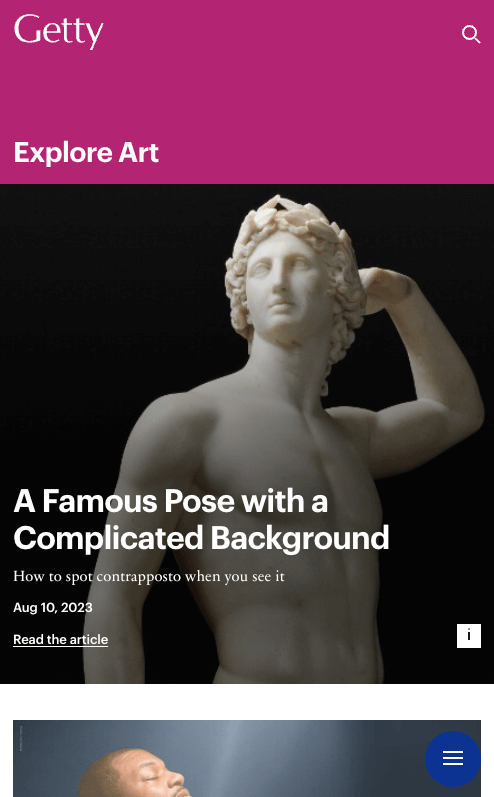 Getty
Explore Art
A Famous Pose with a
Complicated Background
How to spot contrapposto when you see it
Aug 10, 2023
Read the article
i